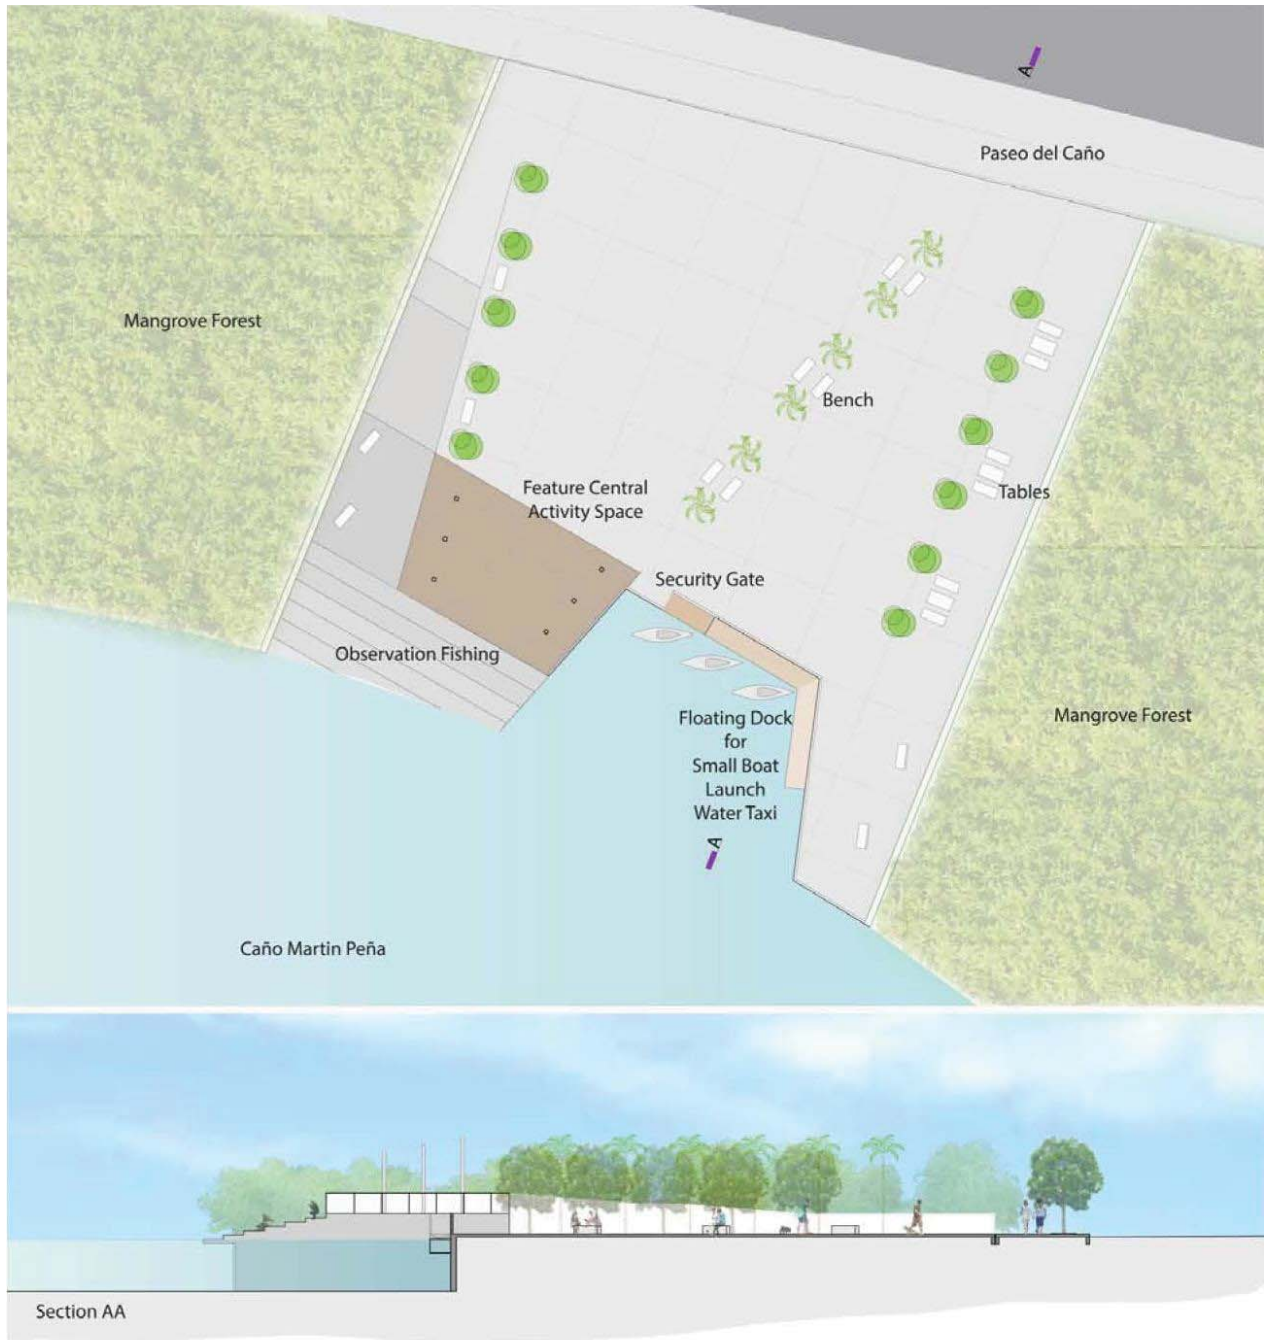 A
Paseo del Caño
Mangrove Forest
Bench
Feature Central
Activity Space
Tables
Security Gate
Observation Fishing
Floating Dock
for
Small Boat
Launch
Water Taxi
Mangrove Forest
A
Caño Martin Peña
Section AA